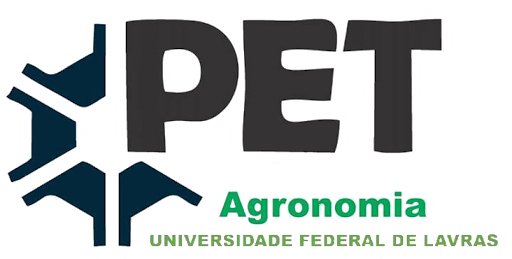 PET
Agronomia
UNIVERSIDADE FEDERAL DE LAVRAS